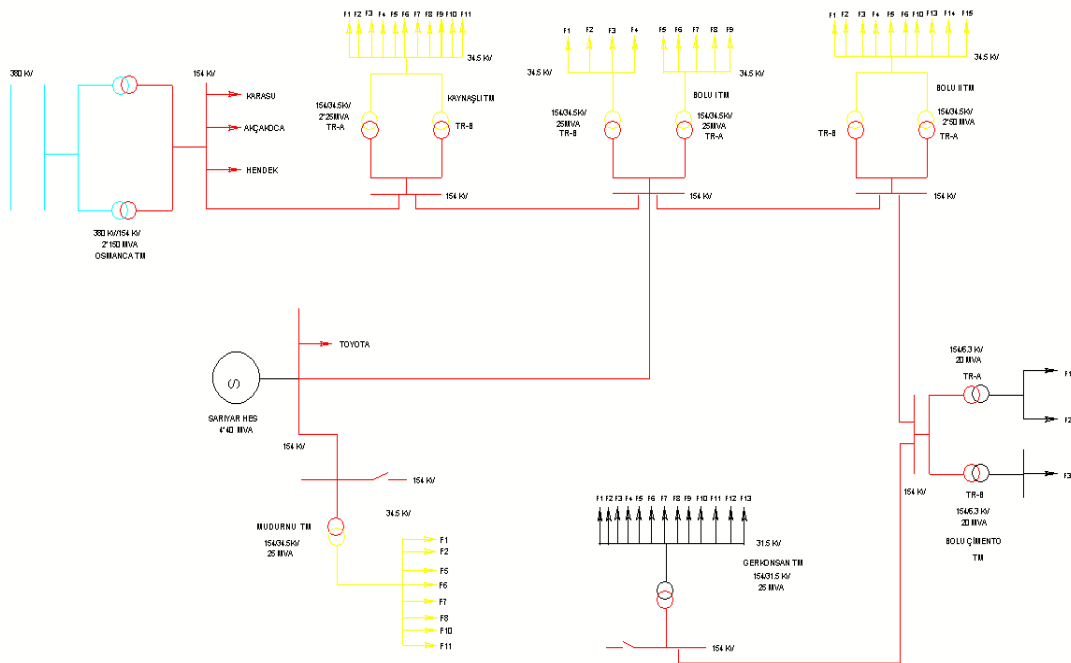 380 KV
154 KV
KARASU
AKÇAKOCA
HENDEK
380 KV/154 KV
2*150 MVA
OSMANCA TM
F1 F2 F3 F4 F5 F6 F7 F8 F9 F10 F11
34.5 KV
KAYNAŞLI TM
154/34.5KV/
2*25MVA
TR-A
TR-B
154 KV
F1 F2 F3 F4
34.5 KV
F5 F6 F7 F8 F9
34.5 KV
BOLU I TM
154/34.5KV/
25MVA
TR-B
154/34.5KV/
25MVA
TR-A
154 KV
F1 F2 F3 F4 F5 F6 F10 F13 F14 F15
34.5 KV
BOLU II TM
154/34.5KV/
2*50 MVA
TR-B
TR-A
154 KV
TOYOTA
S
SARIYAR HES
4*40 MVA
154 KV
154 KV
34.5 KV
MUDURNU TM
154/34.5KV/
25 MVA
F1
F2
F5
F6
F7
F8
F10
F11
F1 F2 F3 F4 F5 F6 F7 F8 F9 F10 F11 F12 F13
31.5 KV
GERKONSAN TM
154/31.5 KV/
25 MVA
154 KV
154/6.3 KV/
20 MVA
TR-A
F1
F2
F3
154 KV
TR-B
154/6.3 KV/
20 MVA
BOLU ÇİMENTO
TM